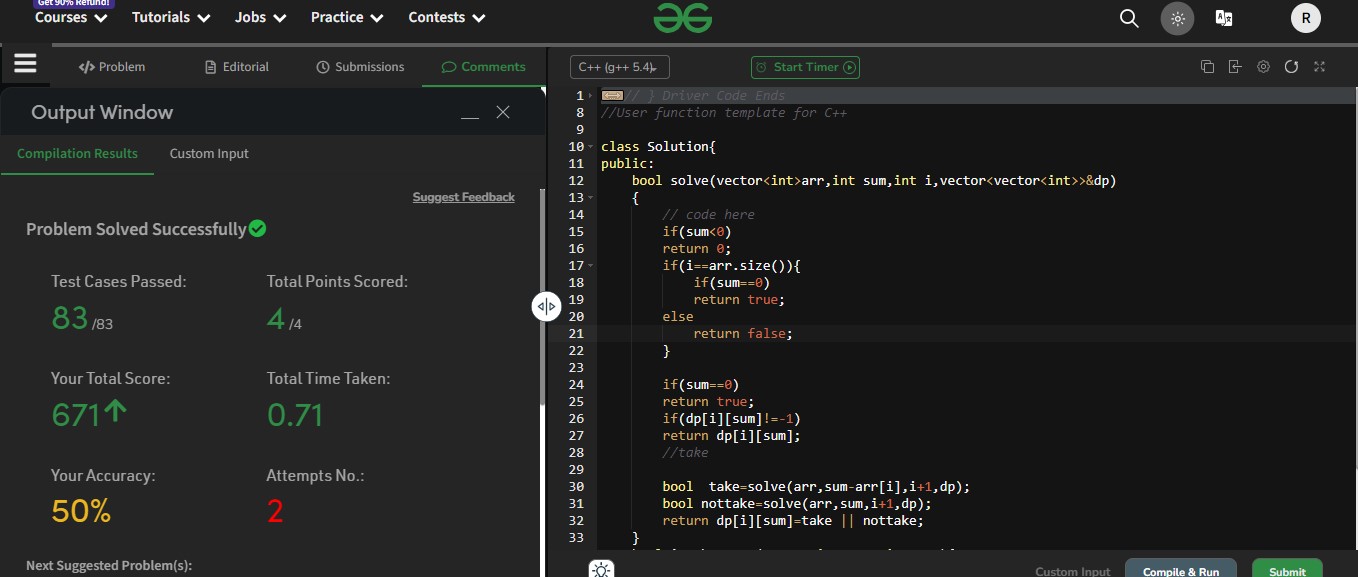 Get 90% Refund!
Courses Tutorials Jobs Practice Contests
R
Problem Editorial Submissions Comments
Output Window
Compilation Results Custom Input
Suggest Feedback
Problem Solved Successfully
Test Cases Passed: Total Points Scored:
83 /83 4 /4
Your Total Score: Total Time Taken:
671 0.71
Your Accuracy: Attempts No.:
50% 2
Next Suggested Problem(s):
C++ (g++ 5.4) Start Timer
1 // } Driver Code Ends
8 //User function template for C++
9
10 class Solution{
11 public:
12 bool solve(vector<int>arr,int sum,int i,vector<vector<int>>&dp)
13 {
14 // code here
15 if(sum<0)
16 return 0;
17 if(i==arr.size()){
18 if(sum==0)
19 return true;
20 else
21 return false;
22 }
23
24 if(sum==0)
25 return true;
26 if(dp[i][sum]!=-1)
27 return dp[i][sum];
28 //take
29
30 bool  take=solve(arr,sum-arr[i],i+1,dp);
31 bool nottake=solve(arr,sum,i+1,dp);
32 return dp[i][sum]=take || nottake;
33 }
Custom Input Compile & Run Submit